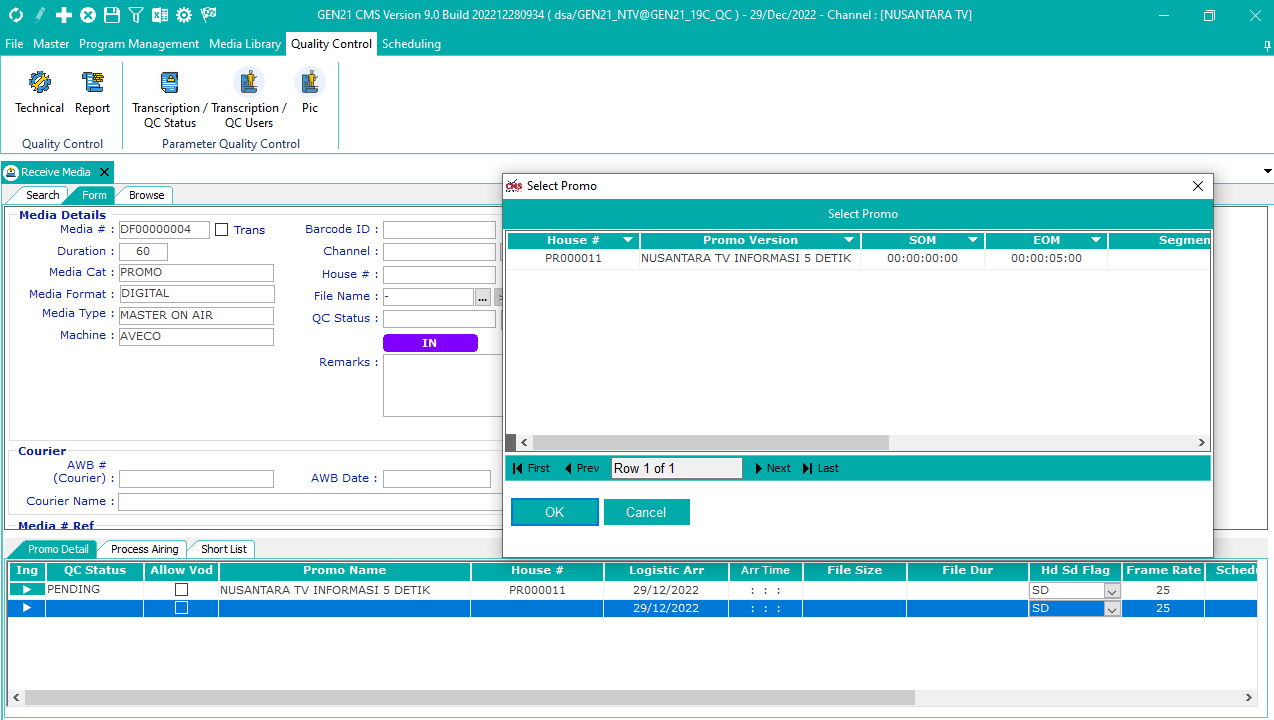 GEN21 CMS Version 9.0 Build 202212280934 ( dsa/GEN21_NTV@GEN21_19C_QC ) - 29/Dec/2022 - Channel : [NUSANTARA TV]
File Master Program Management Media Library Quality Control Scheduling
Technical Report Transcription / QC Status Transcription / QC Users Pic
Quality Control Parameter Quality Control
Receive Media
Search Form Browse
Media Details
Media # : DF00000004 Trans
Duration : 60
Media Cat : PROMO
Media Format : DIGITAL
Media Type : MASTER ON AIR
Machine : AVECO
Barcode ID :
Channel :
House # :
File Name : - ... >
QC Status :
IN
Remarks :
Courier
AWB #
(Courier) :
AWB Date :
Courier Name :
Media # Ref
CMS Select Promo
Select Promo
House # Promo Version SOM EOM Segmen
PR000011 NUSANTARA TV INFORMASI 5 DETIK 00:00:00:00 00:00:05:00
First Prev Row 1 of 1 Next Last
OK Cancel
Promo Detail Process Airing Short List
Ing QC Status Allow Vod Promo Name House # Logistic Arr Arr Time File Size File Dur Hd Sd Flag Frame Rate Schedu
PENDING NUSANTARA TV INFORMASI 5 DETIK PR000011 29/12/2022 : : : SD 25
29/12/2022 : : : SD 25